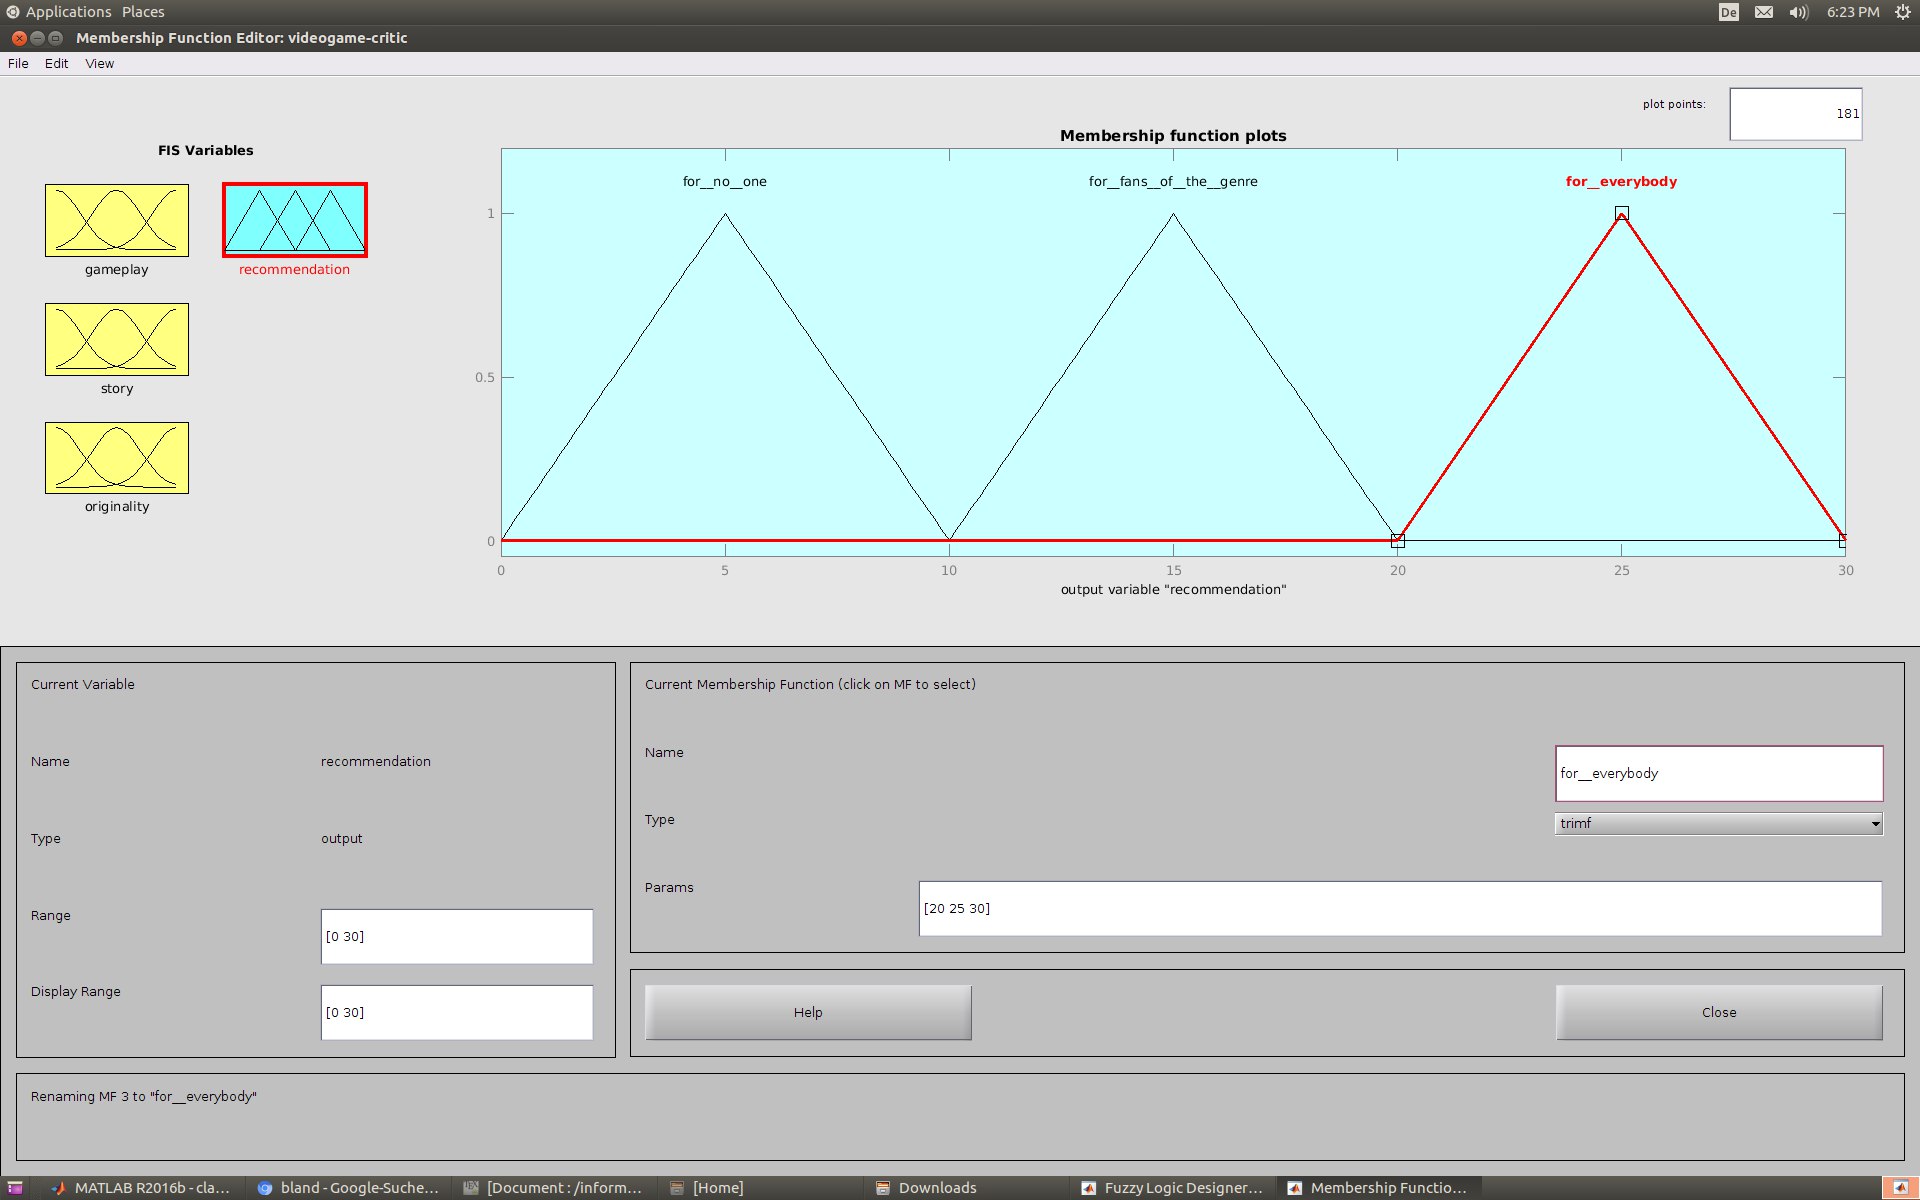 Applications Places
De 6:23 PM
Membership Function Editor: videogame-critic
File Edit View
plot points: 181
FIS Variables
gameplay
recommendation
story
originality
Membership function plots
for__no__one for__fans__of__the__genre for__everybody
1
0.5
0
0 5 10 15 20 25 30
output variable "recommendation"
Current Variable
Name recommendation
Type output
Range [0 30]
Display Range [0 30]
Current Membership Function (click on MF to select)
Name for__everybody
Type trimf
Params [20 25 30]
Help Close
Renaming MF 3 to "for__everybody"
MATLAB R2016b - cla... bland - Google-Suche... [Document : /inform... [Home] Downloads Fuzzy Logic Designer... Membership Functio...